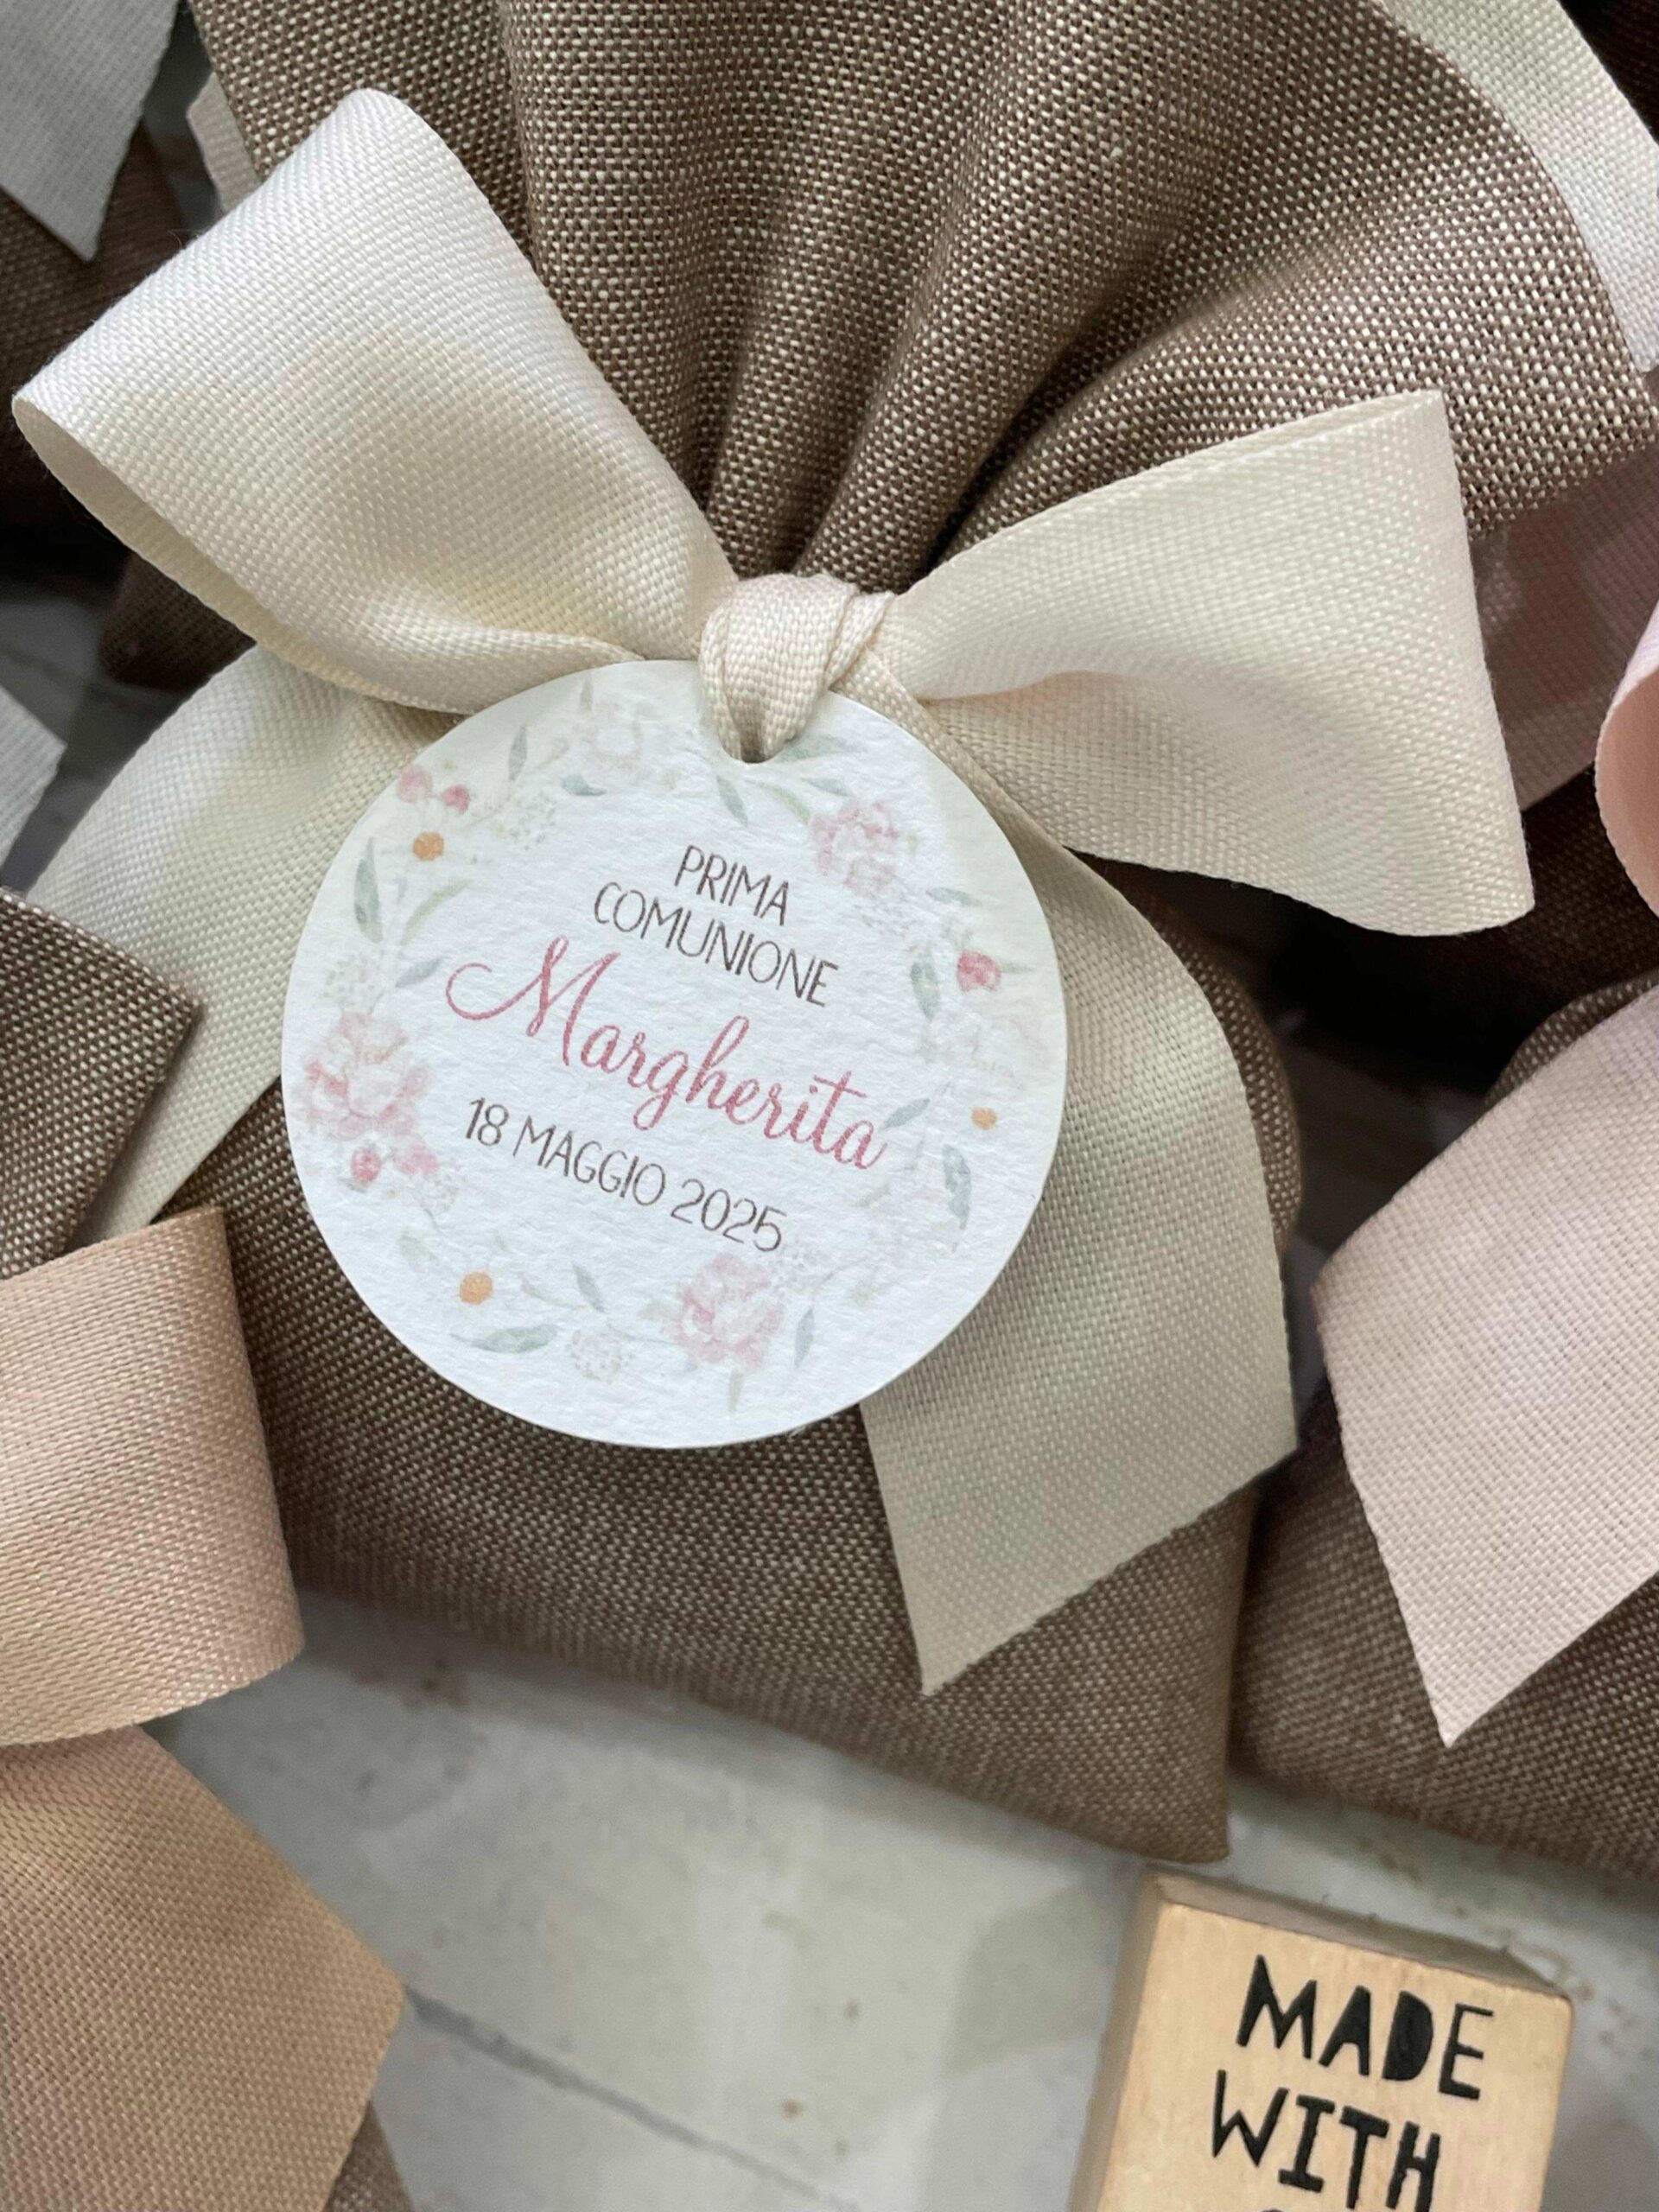 PRIMA
COMUNIONE
Margherita
18 MAGGIO 2025
MADE
WITH